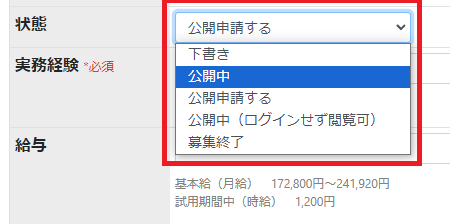 状態
公開申請する
下書き
公開中
公開申請する
公開中（ログインせず閲覧可）
募集終了
実務経験 *必須
給与
基本給（月給） 172,800円～241,920円
試用期間中（時給） 1,200円